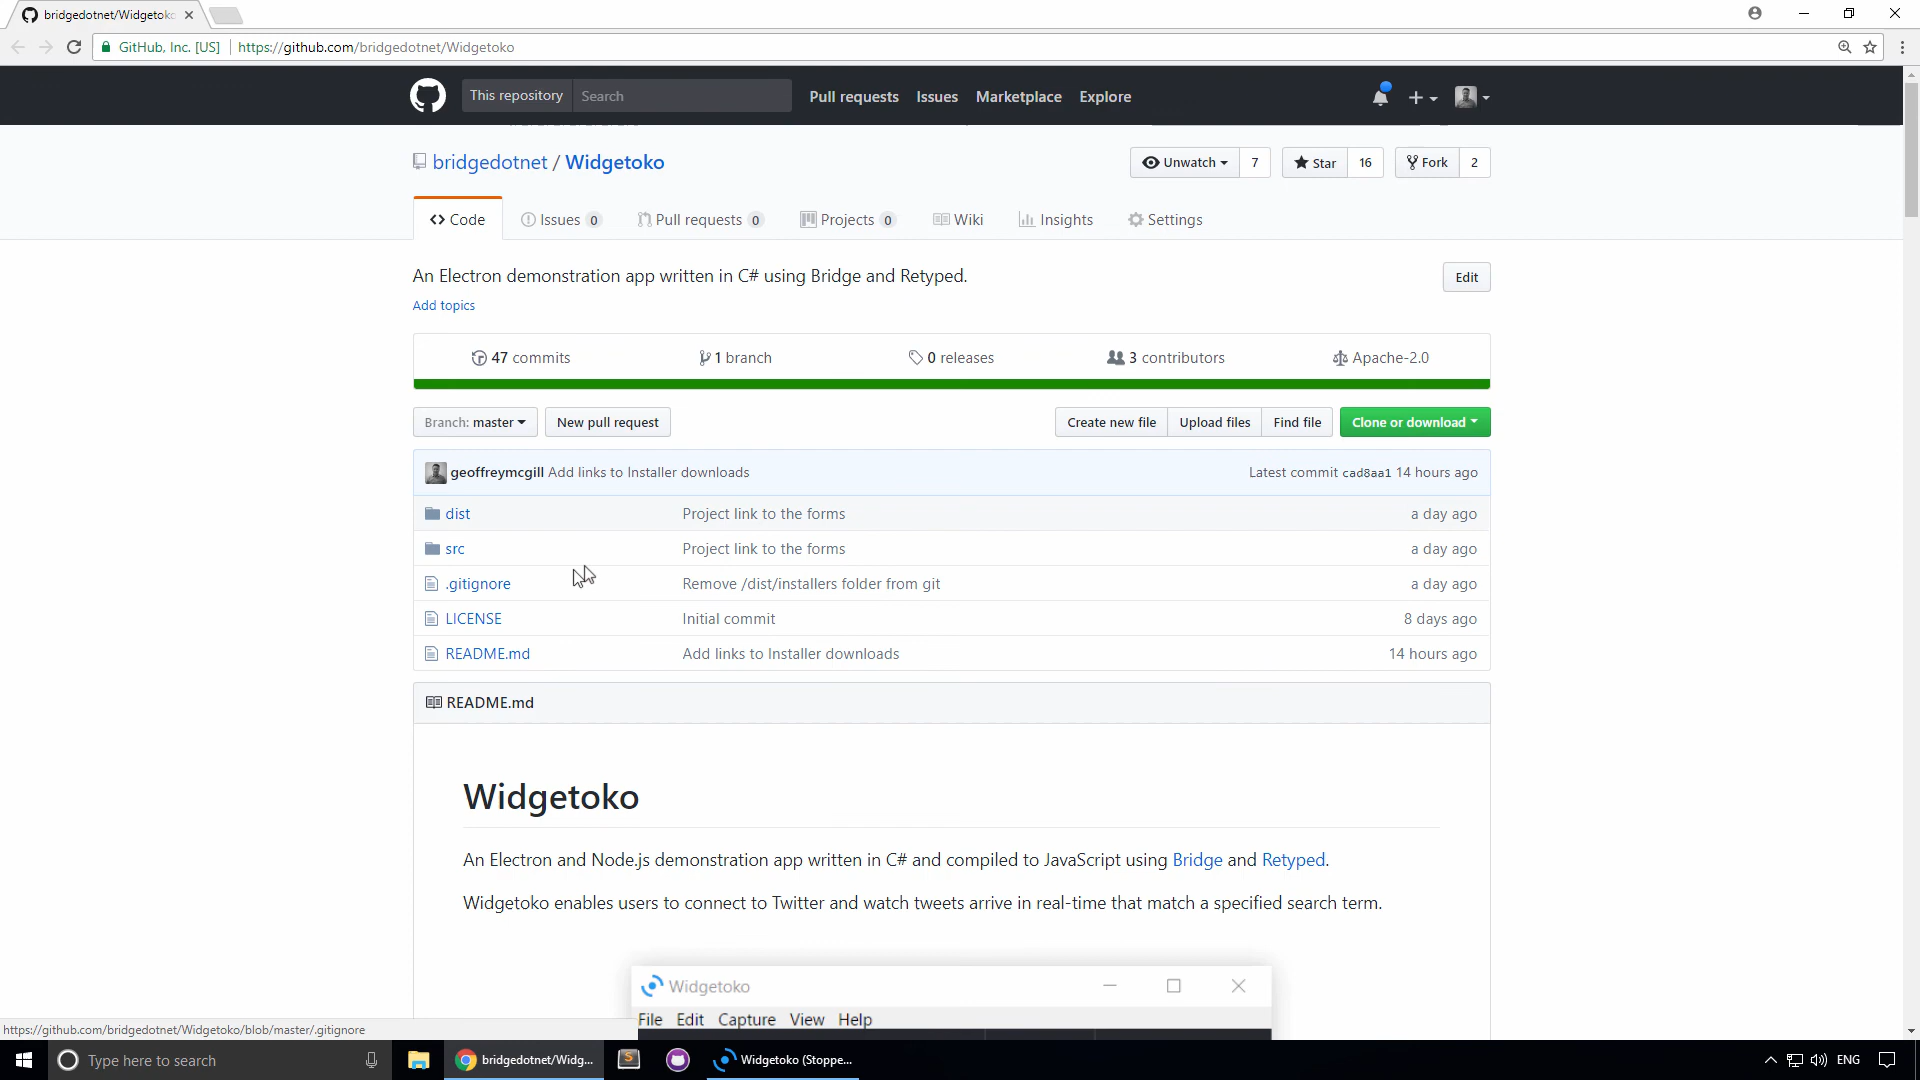 bridgedotnet/Widgetoko
GitHub, Inc. [US] https://github.com/bridgedotnet/Widgetoko
This repository Search Pull requests Issues Marketplace Explore
bridgedotnet / Widgetoko Unwatch 7 Star 16 Fork 2
Code Issues 0 Pull requests 0 Projects 0 Wiki Insights Settings
An Electron demonstration app written in C# using Bridge and Retyped. Edit
Add topics
47 commits 1 branch 0 releases 3 contributors Apache-2.0
Branch: master New pull request Create new file Upload files Find file Clone or download
geoffreymcgill Add links to Installer downloads Latest commit cad8aa1 14 hours ago
dist Project link to the forms a day ago
src Project link to the forms a day ago
.gitignore Remove /dist/installers folder from git a day ago
LICENSE Initial commit 8 days ago
README.md Add links to Installer downloads 14 hours ago
README.md
Widgetoko
An Electron and Node.js demonstration app written in C# and compiled to JavaScript using Bridge and Retyped.
Widgetoko enables users to connect to Twitter and watch tweets arrive in real-time that match a specified search term.
Widgetoko
File Edit Capture View Help
https://github.com/bridgedotnet/Widgetoko/blob/master/.gitignore
Type here to search bridgedotnet/Widg... Widgetoko (Stoppe... ENG